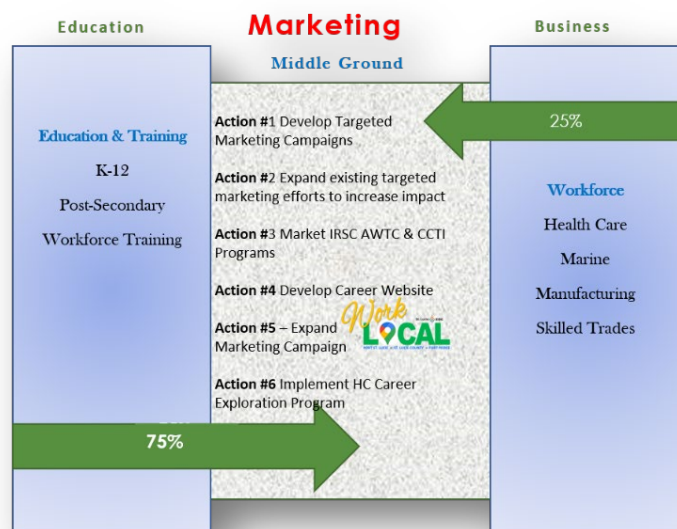 Education
Marketing
Business
Middle Ground
Education & Training
K-12
Post-Secondary
Workforce Training
Action #1 Develop Targeted
Marketing Campaigns
Action #2 Expand existing targeted
marketing efforts to increase impact
Action #3 Market IRSC AWTC & CCTI
Programs
Action #4 Develop Career Website
Action #5 – Expand
Marketing Campaign
Work
LOCAL
Action #6 Implement HC Career
Exploration Program
25%
Workforce
Health Care
Marine
Manufacturing
Skilled Trades
75%